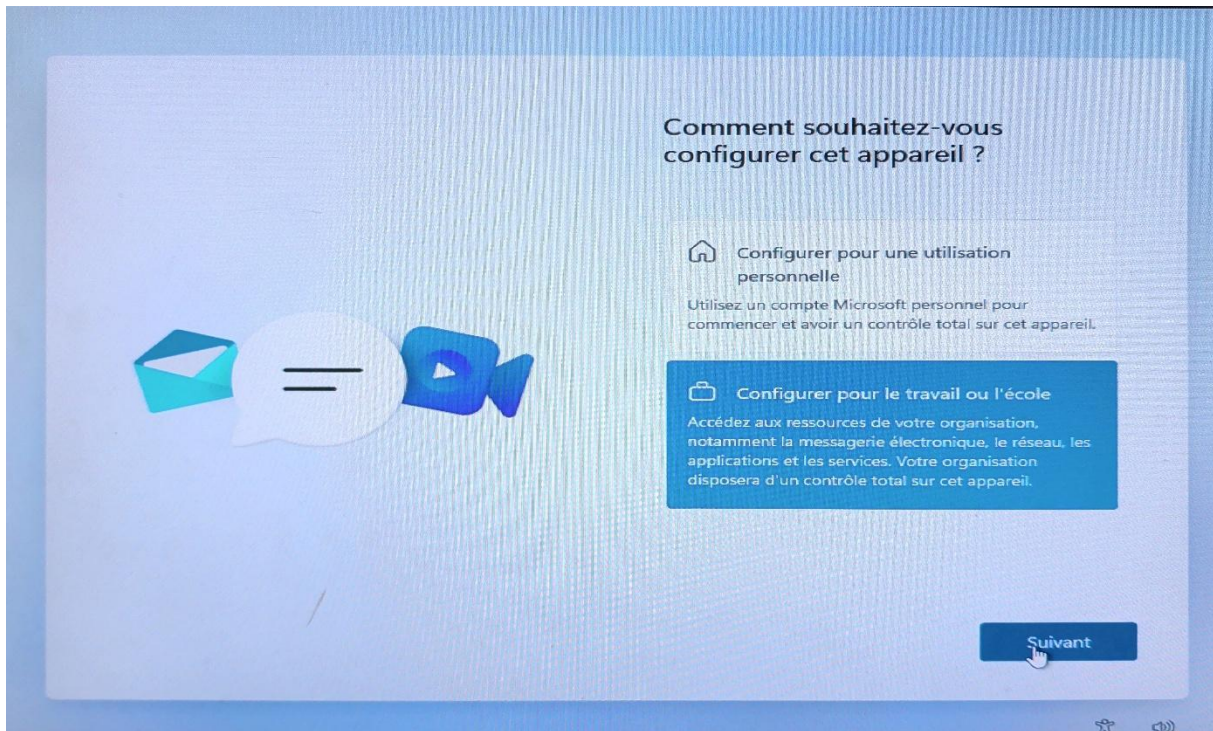 Comment souhaitez-vous
configurer cet appareil ?
Configurer pour une utilisation
personnelle
Utilisez un compte Microsoft personnel pour
commencer et avoir un contrôle total sur cet appareil.
Configurer pour le travail ou l'école
Accédez aux ressources de votre organisation,
notamment la messagerie électronique, le réseau, les
applications et les services. Votre organisation
disposera d'un contrôle total sur cet appareil.
Suivant